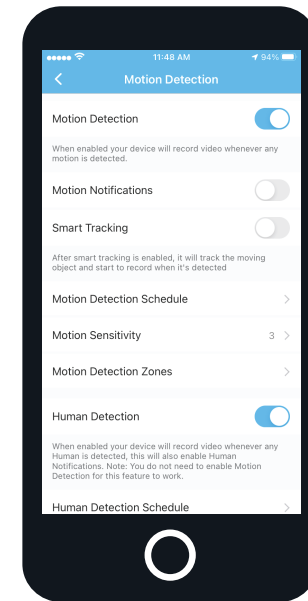 11:48 AM
94%
Motion Detection
Motion Detection
When enabled your device will record video whenever any
motion is detected.
Motion Notifications
Smart Tracking
After smart tracking is enabled, it will track the moving
object and start to record when it's detected
Motion Detection Schedule
Motion Sensitivity 3
Motion Detection Zones
Human Detection
When enabled your device will record video whenever any
Human is detected, this will also enable Human
Notifications. Note: You do not need to enable Motion
Detection for this feature to work.
Human Detection Schedule